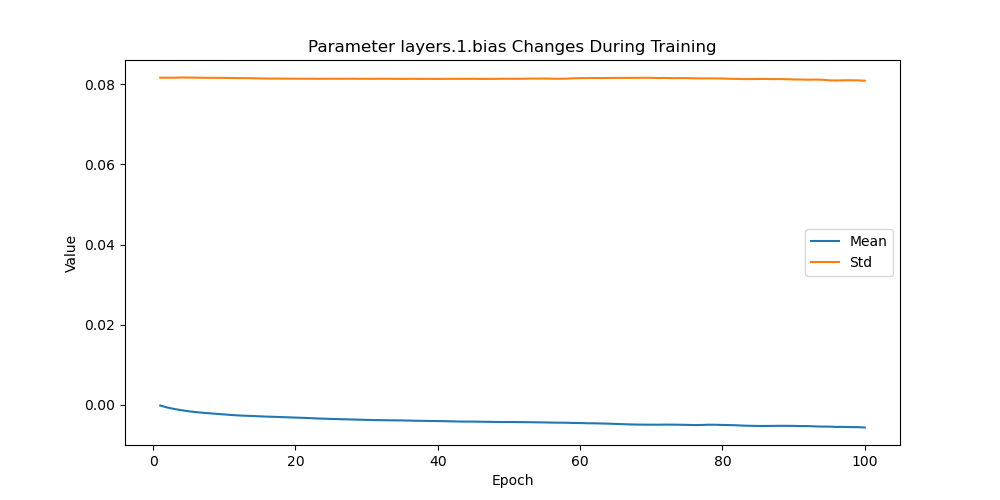 Parameter layers.1.bias Changes During Training
0.08
0.06
0.04
0.02
0.00
Value
Mean
Std
0
20
40
60
80
100
Epoch